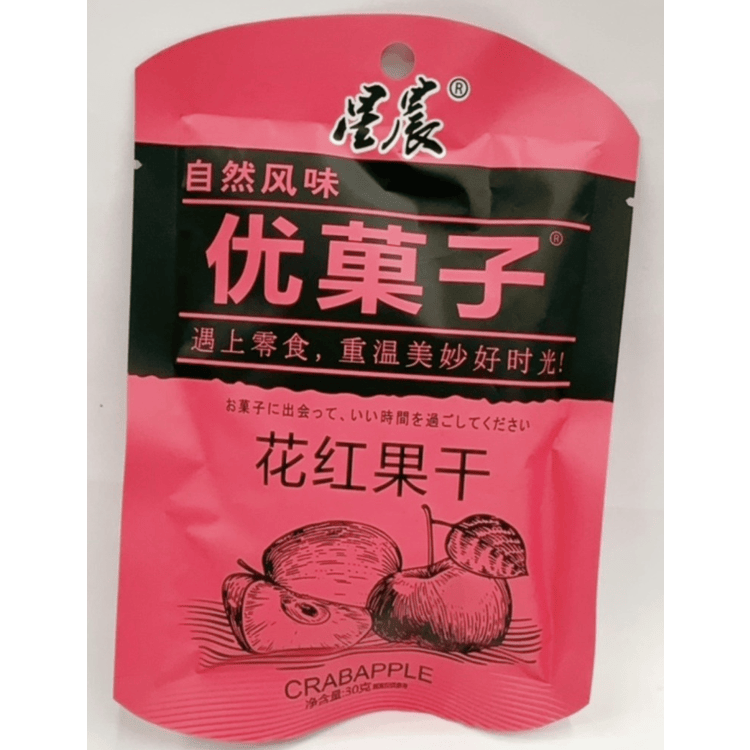 星晨®
自然风味
优菓子®
遇上零食，重温美妙好时光!
お菓子に出会って、いい時間を過ごしてください
花红果干
CRABAPPLE
净含量:30克